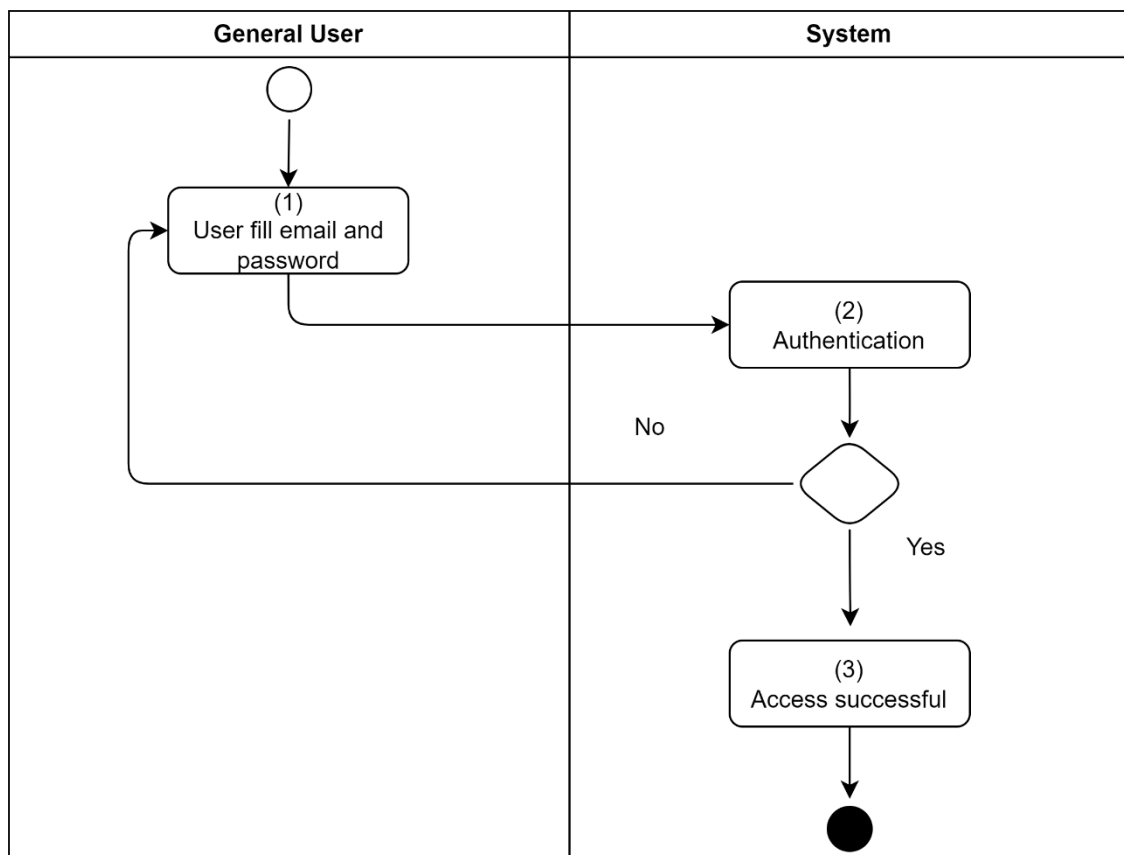 General User
System
(1)
User fill email and
password
(2)
Authentication
No
Yes
(3)
Access successful